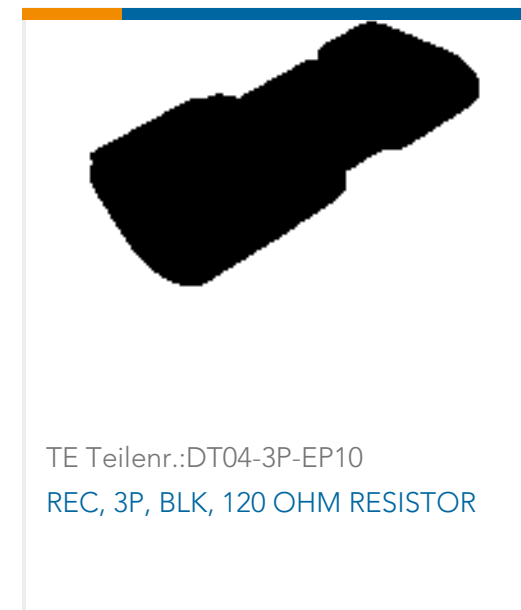 TE Teilenr.:DT04-3P-EP10
REC, 3P, BLK, 120 OHM RESISTOR